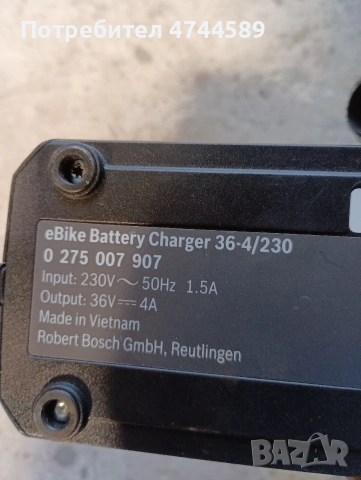 Потребител 4744589
eBike Battery Charger 36-4/230
0 275 007 907
Input: 230V ~ 50Hz 1.5A
Output: 36V ⎓ 4A
Made in Vietnam
Robert Bosch GmbH, Reutlingen
BAZAR